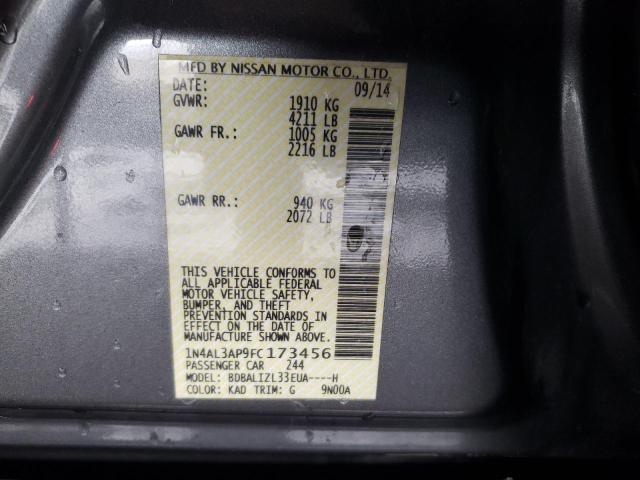 MFD BY NISSAN MOTOR CO., LTD.
DATE: 09/14
GVWR: 1910 KG
4211 LB
GAWR FR.: 1005 KG
2216 LB
GAWR RR.: 940 KG
2072 LB
THIS VEHICLE CONFORMS TO
ALL APPLICABLE FEDERAL
MOTOR VEHICLE SAFETY,
BUMPER, AND THEFT
PREVENTION STANDARDS IN
EFFECT ON THE DATE OF
MANUFACTURE SHOWN ABOVE.
1N4AL3AP9FC173456
PASSENGER CAR 244
MODEL: BDBALIZL33EUA----H
COLOR: KAD TRIM: G 9N00A